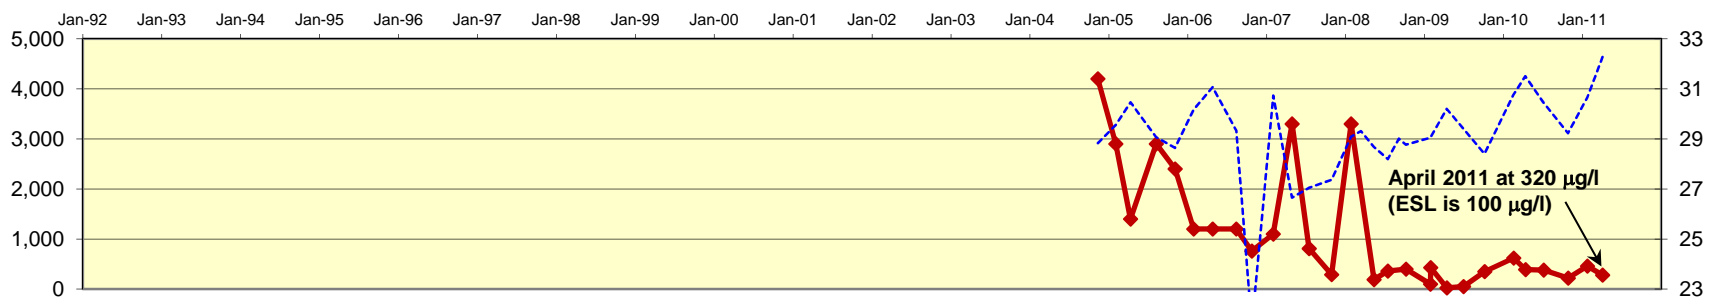 Jan-92 Jan-93 Jan-94 Jan-95 Jan-96 Jan-97 Jan-98 Jan-99 Jan-00 Jan-01 Jan-02 Jan-03 Jan-04 Jan-05 Jan-06 Jan-07 Jan-08 Jan-09 Jan-10 Jan-11
5,000 33
4,000 31
3,000 29
2,000 27
April 2011 at 320 µg/l
(ESL is 100 µg/l)
1,000 25
0 23